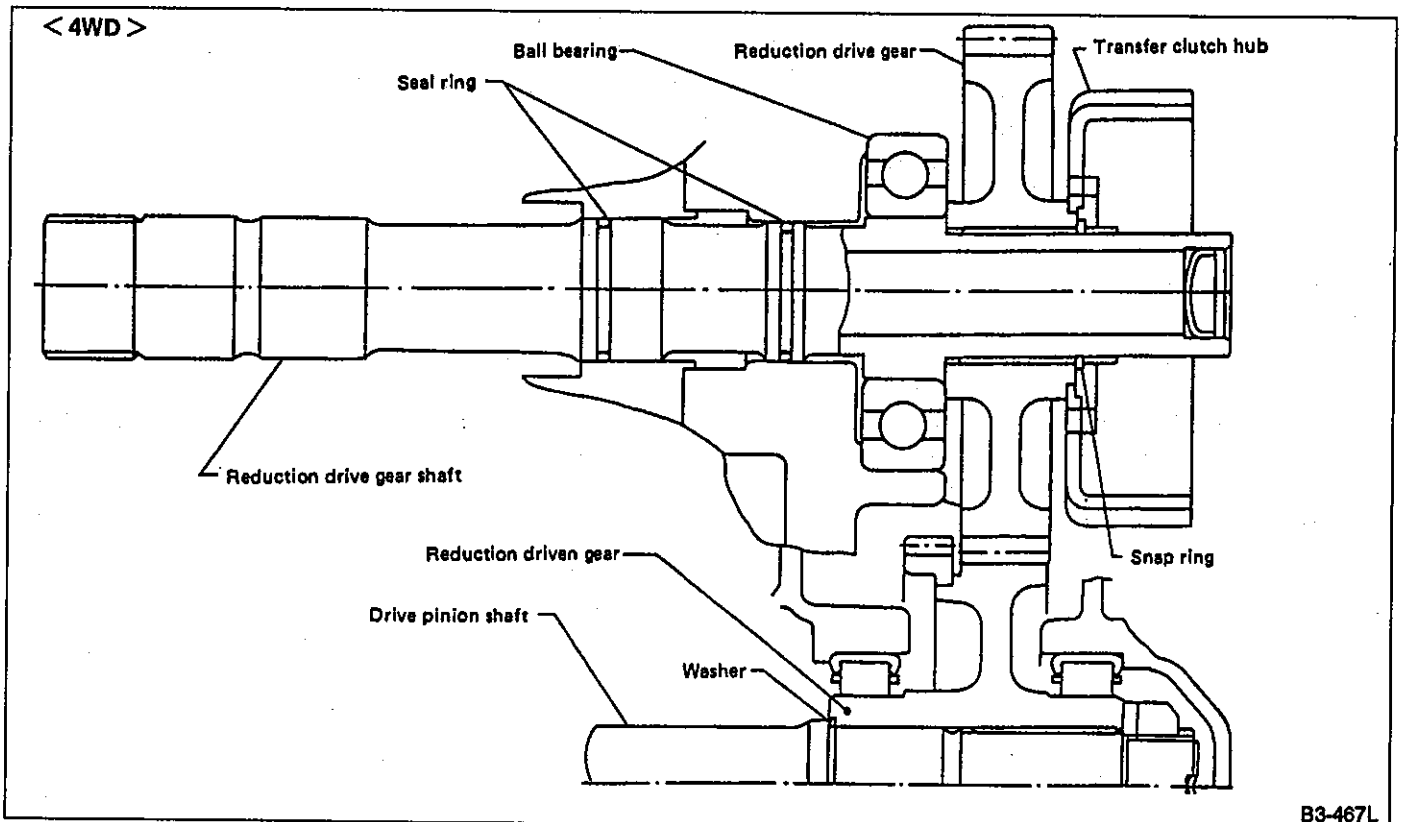 < 4WD >
Ball bearing
Reduction drive gear
Transfer clutch hub
Seal ring
Reduction drive gear shaft
Reduction driven gear
Snap ring
Drive pinion shaft
Washer
B3-467L